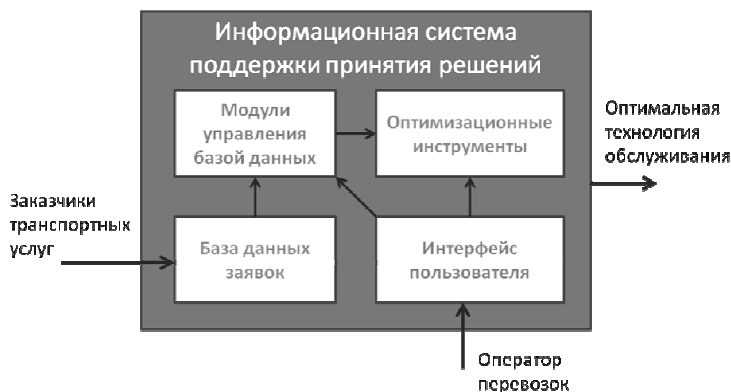 Информационная система
поддержки принятия решений
Модули
управления
базой данных
Оптимизационные
инструменты
Оптимальная
технология
обслуживания
Заказчики
транспортных
услуг
База данных
заявок
Интерфейс
пользователя
Оператор
перевозок